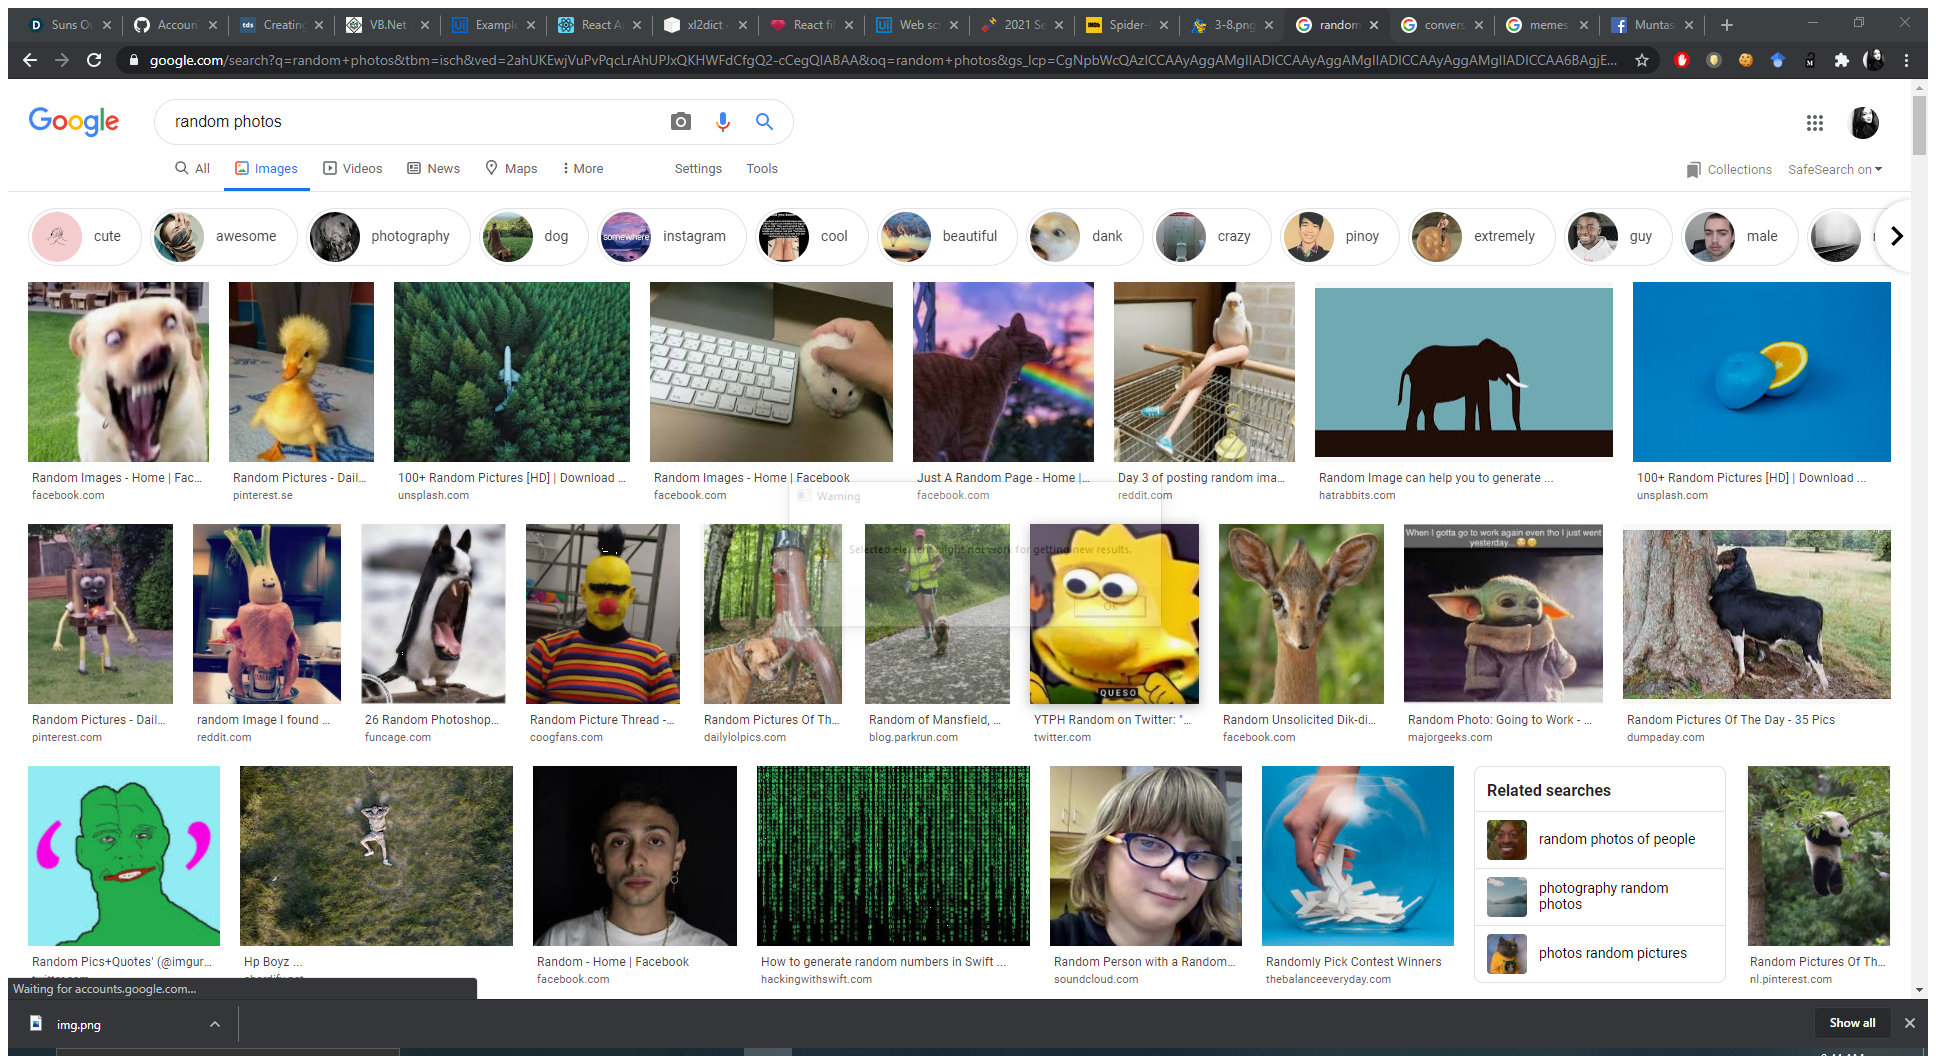 Suns Ou
Accoun
tds Creatin
VB.Net
Ui Example
React A
xl2dict
React fi
Ui Web sc
2021 Se
Spider-
3-8.png
random
convers
memes
Muntas
google.com/search?q=random+photos&tbm=isch&ved=2ahUKEwjVuPvPqcLrAhUPJxQKHWFdCfgQ2-cCegQIABAA&oq=random+photos&gs_lcp=CgNpbWcQAzICCAAyAggAMgIIADICCAAyAggAMgIIADICCAAyAggAMgIIADICCAA6BAgjE...
Google
random photos
All
Images
Videos
News
Maps
More
Settings
Tools
Collections
SafeSearch on
cute
awesome
photography
dog
somewhere
instagram
cool
beautiful
dank
crazy
pinoy
extremely
guy
male
Random Images - Home | Fac...
facebook.com
Random Pictures - Dail...
pinterest.se
100+ Random Pictures [HD] | Download ...
unsplash.com
Random Images - Home | Facebook
facebook.com
Just A Random Page - Home |...
facebook.com
Day 3 of posting random ima...
reddit.com
Random Image can help you to generate ...
hatrabbits.com
100+ Random Pictures [HD] | Download ...
unsplash.com
Warning
Selected element might not work for getting new results.
Ok
QUESO
When I gotta go to work again even tho I just went
yesterday...
Random Pictures - Dail...
pinterest.com
random Image I found ...
reddit.com
26 Random Photoshop...
funcage.com
Random Picture Thread -...
coogfans.com
Random Pictures Of Th...
dailylolpics.com
Random of Mansfield, ...
blog.parkrun.com
YTPH Random on Twitter: "...
twitter.com
Random Unsolicited Dik-di...
facebook.com
Random Photo: Going to Work - ...
majorgeeks.com
Random Pictures Of The Day - 35 Pics
dumpaday.com
Random Pics+Quotes' (@imgur...
twitter.com
Hp Boyz ...
Random - Home | Facebook
facebook.com
How to generate random numbers in Swift ...
hackingwithswift.com
Random Person with a Random...
soundcloud.com
Randomly Pick Contest Winners
thebalanceeveryday.com
Related searches
random photos of people
photography random
photos
photos random pictures
Random Pictures Of Th...
nl.pinterest.com
Waiting for accounts.google.com...
img.png
Show all